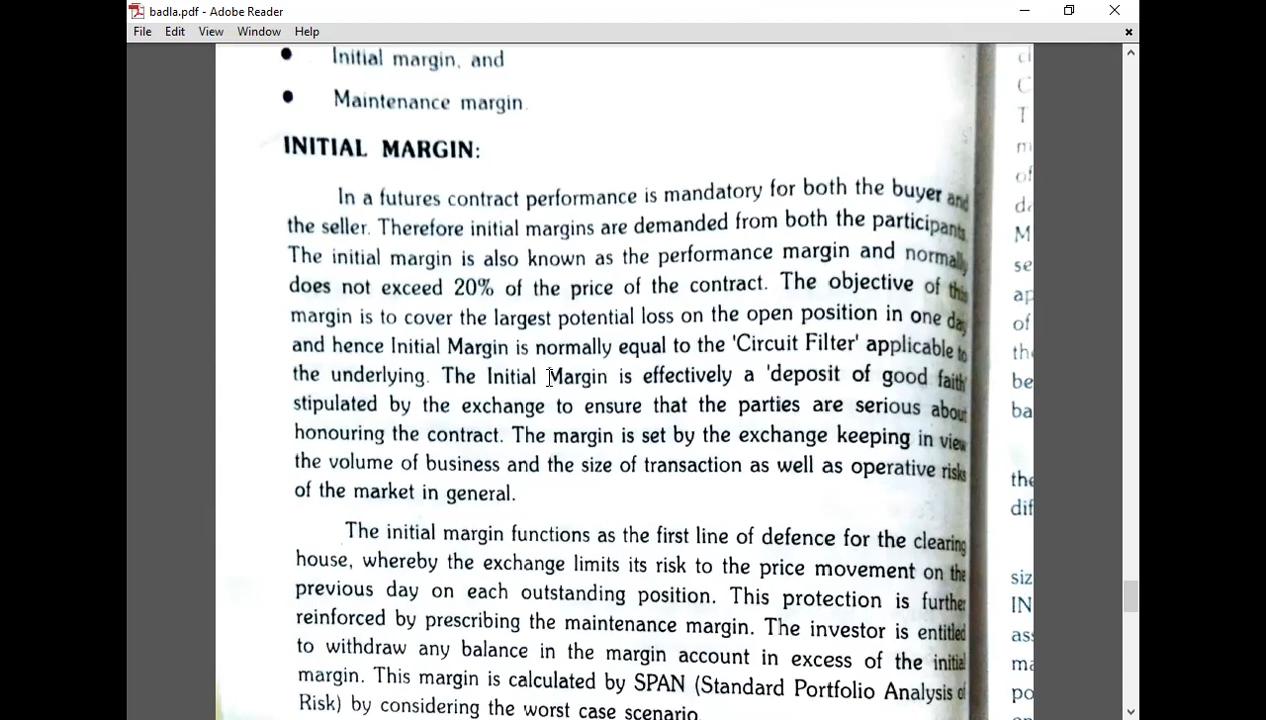 badla.pdf - Adobe Reader
File Edit View Window Help
● Initial margin, and
● Maintenance margin.
INITIAL MARGIN:
In a futures contract performance is mandatory for both the buyer and
the seller. Therefore initial margins are demanded from both the participants.
The initial margin is also known as the performance margin and normally
does not exceed 20% of the price of the contract. The objective of this
margin is to cover the largest potential loss on the open position in one day
and hence Initial Margin is normally equal to the 'Circuit Filter' applicable to
the underlying. The Initial Margin is effectively a 'deposit of good faith'
stipulated by the exchange to ensure that the parties are serious about
honouring the contract. The margin is set by the exchange keeping in view
the volume of business and the size of transaction as well as operative risks
of the market in general.
The initial margin functions as the first line of defence for the clearing
house, whereby the exchange limits its risk to the price movement on the
previous day on each outstanding position. This protection is further
reinforced by prescribing the maintenance margin. The investor is entitled
to withdraw any balance in the margin account in excess of the initial
margin. This margin is calculated by SPAN (Standard Portfolio Analysis of
Risk) by considering the worst case scenario.